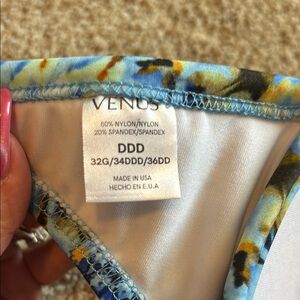 VENUS
80% NYLON/NYLON
20% SPANDEX/SPANDEX
DDD
32G/34DDD/36DD
MADE IN USA
HECHO EN E.U.A